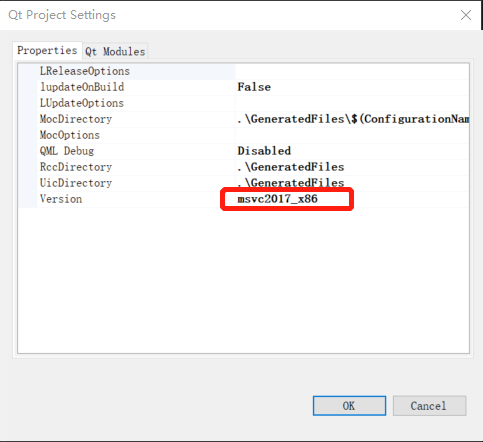 Qt Project Settings
Properties Qt Modules
LReleaseOptions
lupdateOnBuild False
LUpdateOptions
MocDirectory .\GeneratedFiles\$(ConfigurationNam
MocOptions
QML Debug Disabled
RccDirectory .\GeneratedFiles
UicDirectory .\GeneratedFiles
Version msvc2017_x86
OK Cancel